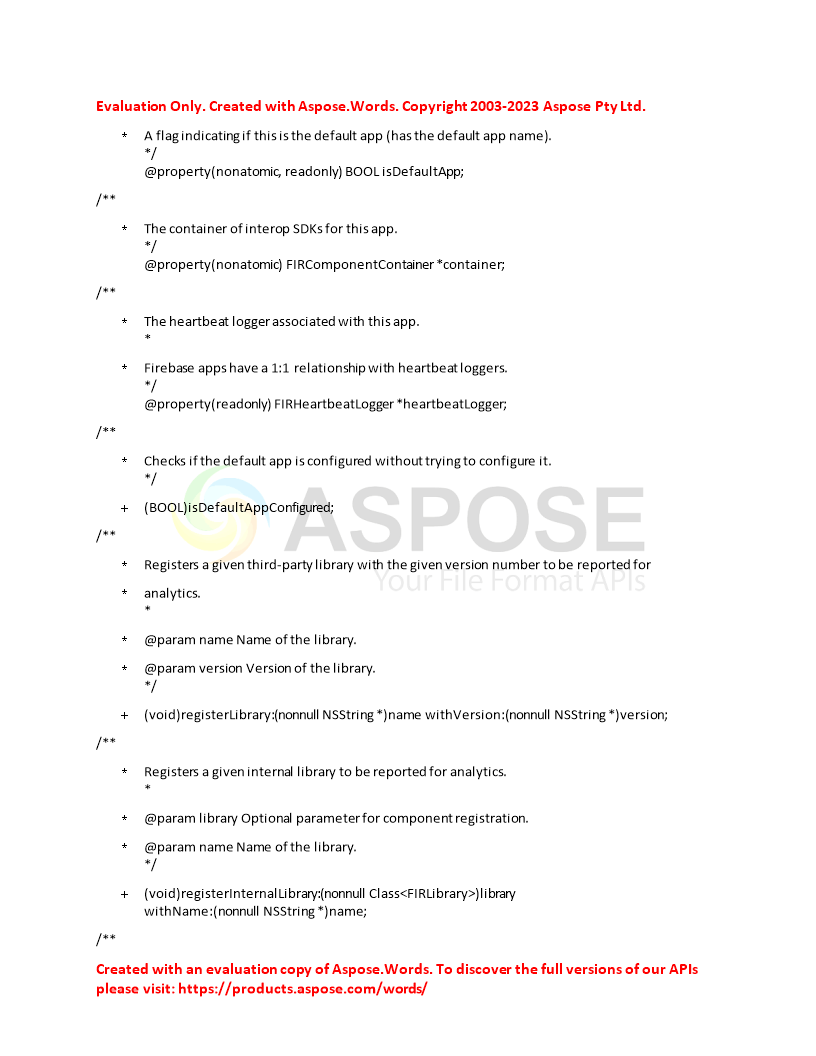 Evaluation Only. Created with Aspose.Words. Copyright 2003-2023 Aspose Pty Ltd.
* A flag indicating if this is the default app (has the default app name).
*/
@property(nonatomic, readonly) BOOL isDefaultApp;
/**
* The container of interop SDKs for this app.
*/
@property(nonatomic) FIRComponentContainer *container;
/**
* The heartbeat logger associated with this app.
*
* Firebase apps have a 1:1 relationship with heartbeat loggers.
*/
@property(readonly) FIRHeartbeatLogger *heartbeatLogger;
/**
* Checks if the default app is configured without trying to configure it.
*/
+ (BOOL)isDefaultAppConfigured;
ASPOSE
/**
* Registers a given third-party library with the given version number to be reported for
Your File Format APIs
* analytics.
*
* @param name Name of the library.
* @param version Version of the library.
*/
+ (void)registerLibrary:(nonnull NSString *)name withVersion:(nonnull NSString *)version;
/**
* Registers a given internal library to be reported for analytics.
*
* @param library Optional parameter for component registration.
* @param name Name of the library.
*/
+ (void)registerInternalLibrary:(nonnull Class<FIRLibrary>)library
withName:(nonnull NSString *)name;
/**
Created with an evaluation copy of Aspose.Words. To discover the full versions of our APIs
please visit: https://products.aspose.com/words/